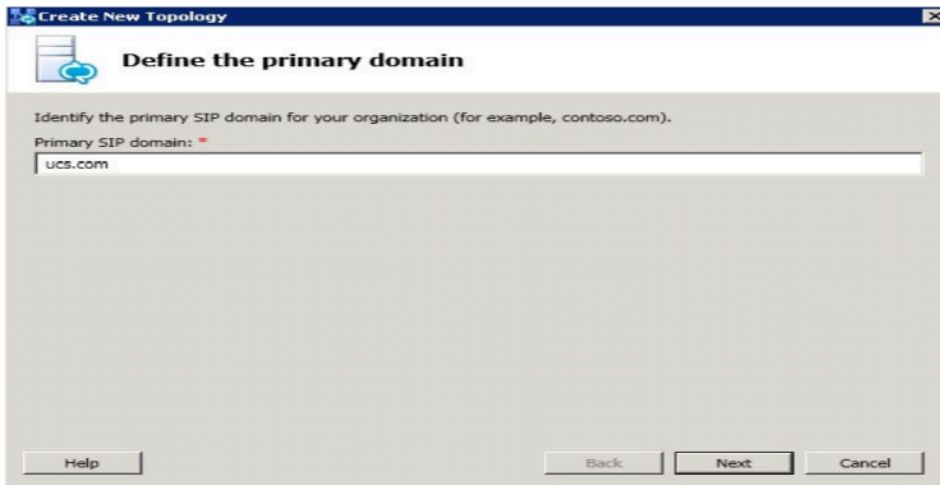 Create New Topology
Define the primary domain
Identify the primary SIP domain for your organization (for example, contoso.com).
Primary SIP domain: *
ucs.com
Help Back Next Cancel